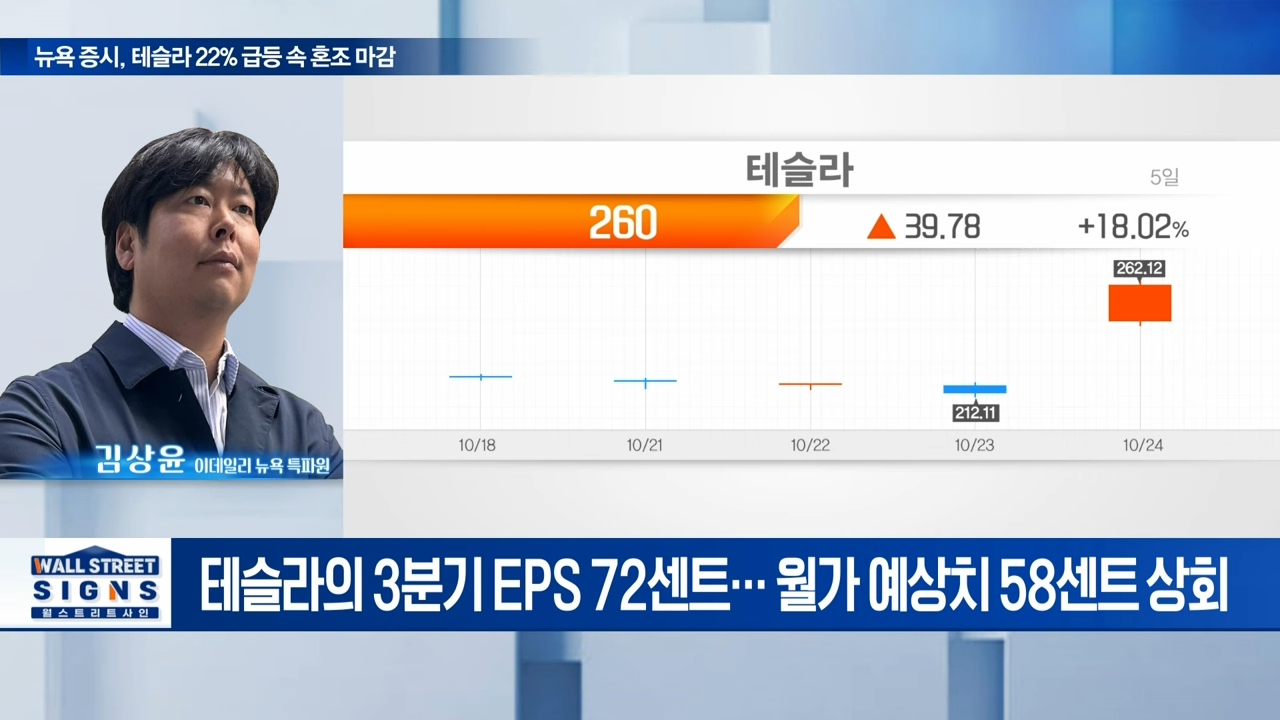 뉴욕 증시, 테슬라 22% 급등 속 혼조 마감
테슬라
5일
260
▲ 39.78
+18.02%
262.12
212.11
10/18
10/21
10/22
10/23
10/24
김상윤 이데일리 뉴욕 특파원
WALL STREET
SIGNS
월스트리트사인
테슬라의 3분기 EPS 72센트… 월가 예상치 58센트 상회